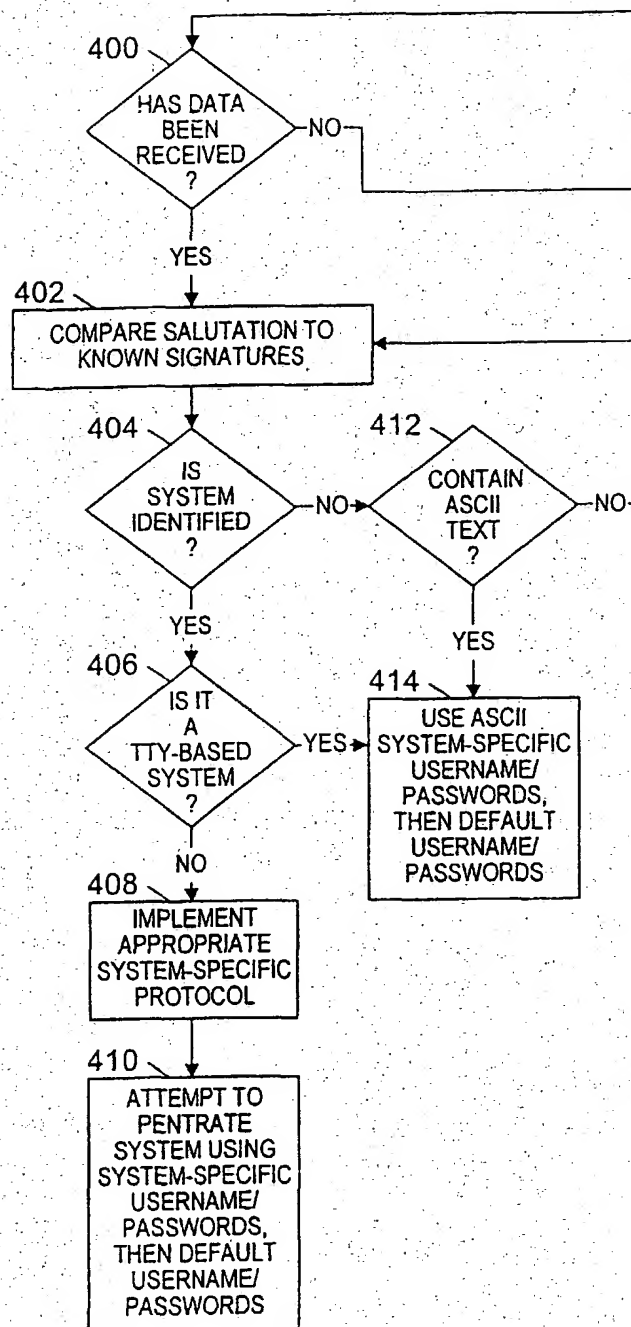 400
HAS DATA
BEEN
RECEIVED
?
NO
YES
402
COMPARE SALUTATION TO
KNOWN SIGNATURES
404
IS
SYSTEM
IDENTIFIED
?
NO
412
CONTAIN
ASCII
TEXT
?
NO
YES
YES
406
IS IT
A
TTY-BASED
SYSTEM
?
YES
414
USE ASCII
SYSTEM-SPECIFIC
USERNAME/
PASSWORDS,
THEN DEFAULT
USERNAME/
PASSWORDS
NO
408
IMPLEMENT
APPROPRIATE
SYSTEM-SPECIFIC
PROTOCOL
410
ATTEMPT TO
PENTRATE
SYSTEM USING
SYSTEM-SPECIFIC
USERNAME/
PASSWORDS,
THEN DEFAULT
USERNAME/
PASSWORDS